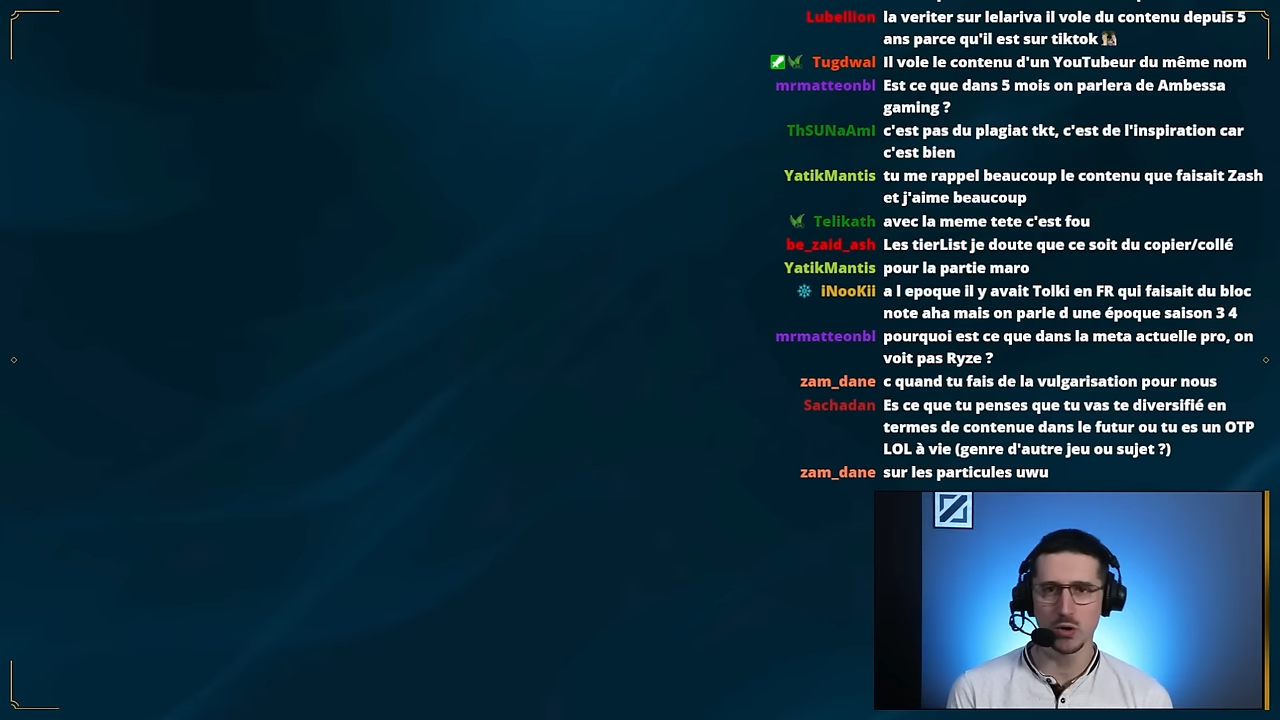 Lubellion la veriter sur lelariva il vole du contenu depuis 5
ans parce qu'il est sur tiktok
Tugdwal Il vole le contenu d'un YouTubeur du même nom
mrmatteonbl Est ce que dans 5 mois on parlera de Ambessa
gaming ?
ThSUNaAmI c'est pas du plagiat tkt, c'est de l'inspiration car
c'est bien
YatikMantis tu me rappel beaucoup le contenu que faisait Zash
et j'aime beaucoup
Telikath avec la meme tete c'est fou
be_zaid_ash Les tierList je doute que ce soit du copier/collé
YatikMantis pour la partie maro
iNooKii a l epoque il y avait Tolki en FR qui faisait du bloc
note aha mais on parle d une époque saison 3 4
mrmatteonbl pourquoi est ce que dans la meta actuelle pro, on
voit pas Ryze ?
zam_dane c quand tu fais de la vulgarisation pour nous
Sachadan Es ce que tu penses que tu vas te diversifié en
termes de contenue dans le futur ou tu es un OTP
LOL à vie (genre d'autre jeu ou sujet ?)
zam_dane sur les particules uwu